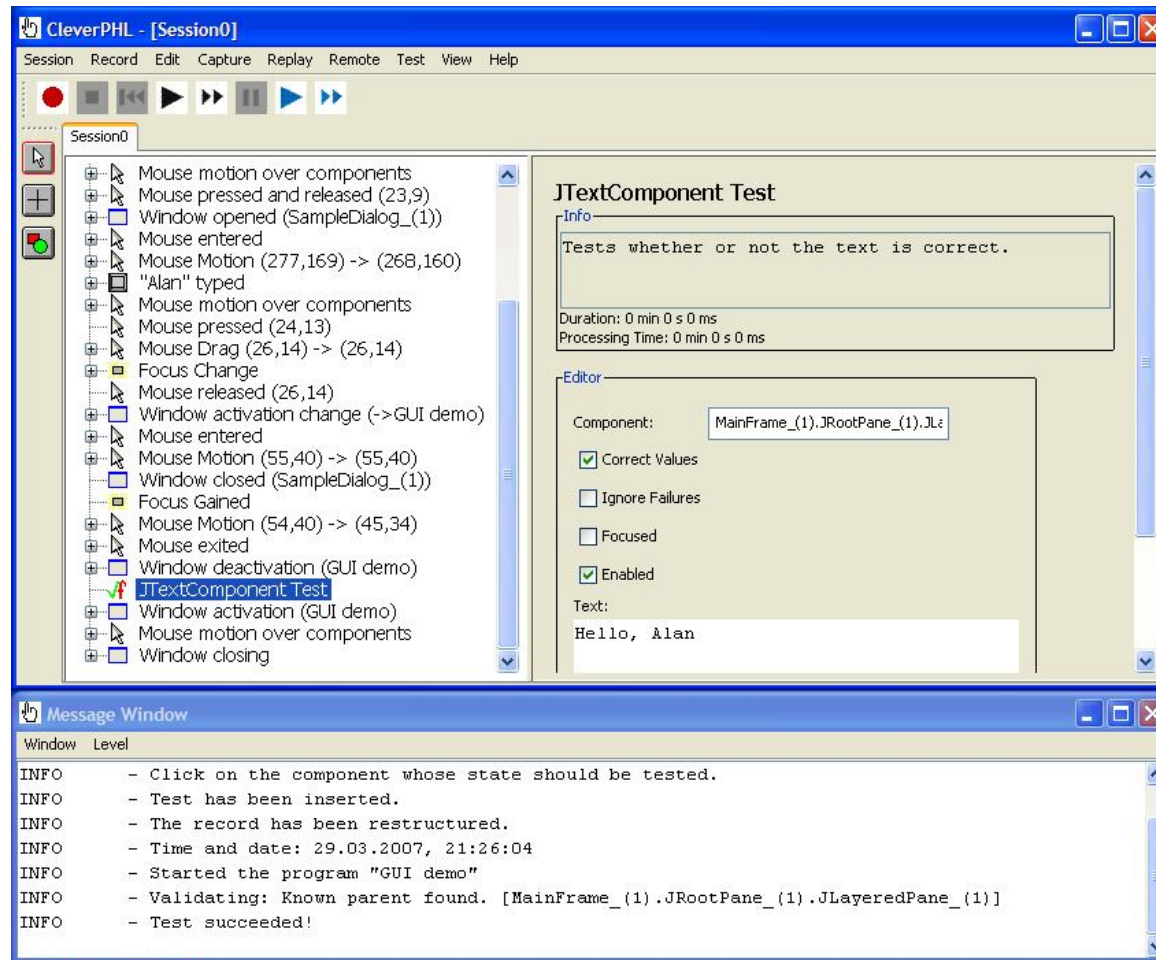 CleverPHL - [Session0]
Session Record Edit Capture Replay Remote Test View Help
Session0
Mouse motion over components
Mouse pressed and released (23,9)
Window opened (SampleDialog_(1))
Mouse entered
Mouse Motion (277,169) -> (268,160)
"Alan" typed
Mouse motion over components
Mouse pressed (24,13)
Mouse Drag (26,14) -> (26,14)
Focus Change
Mouse released (26,14)
Window activation change (->GUI demo)
Mouse entered
Mouse Motion (55,40) -> (55,40)
Window closed (SampleDialog_(1))
Focus Gained
Mouse Motion (54,40) -> (45,34)
Mouse exited
Window deactivation (GUI demo)
JTextComponent Test
Window activation (GUI demo)
Mouse motion over components
Window closing
JTextComponent Test
Info
Tests whether or not the text is correct.
Duration: 0 min 0 s 0 ms
Processing Time: 0 min 0 s 0 ms
Editor
Component: MainFrame_(1).JRootPane_(1).JLa
Correct Values
Ignore Failures
Focused
Enabled
Text:
Hello, Alan
Message Window
Window Level
INFO - Click on the component whose state should be tested.
INFO - Test has been inserted.
INFO - The record has been restructured.
INFO - Time and date: 29.03.2007, 21:26:04
INFO - Started the program "GUI demo"
INFO - Validating: Known parent found. [MainFrame_(1).JRootPane_(1).JLayeredPane_(1)]
INFO - Test succeeded!